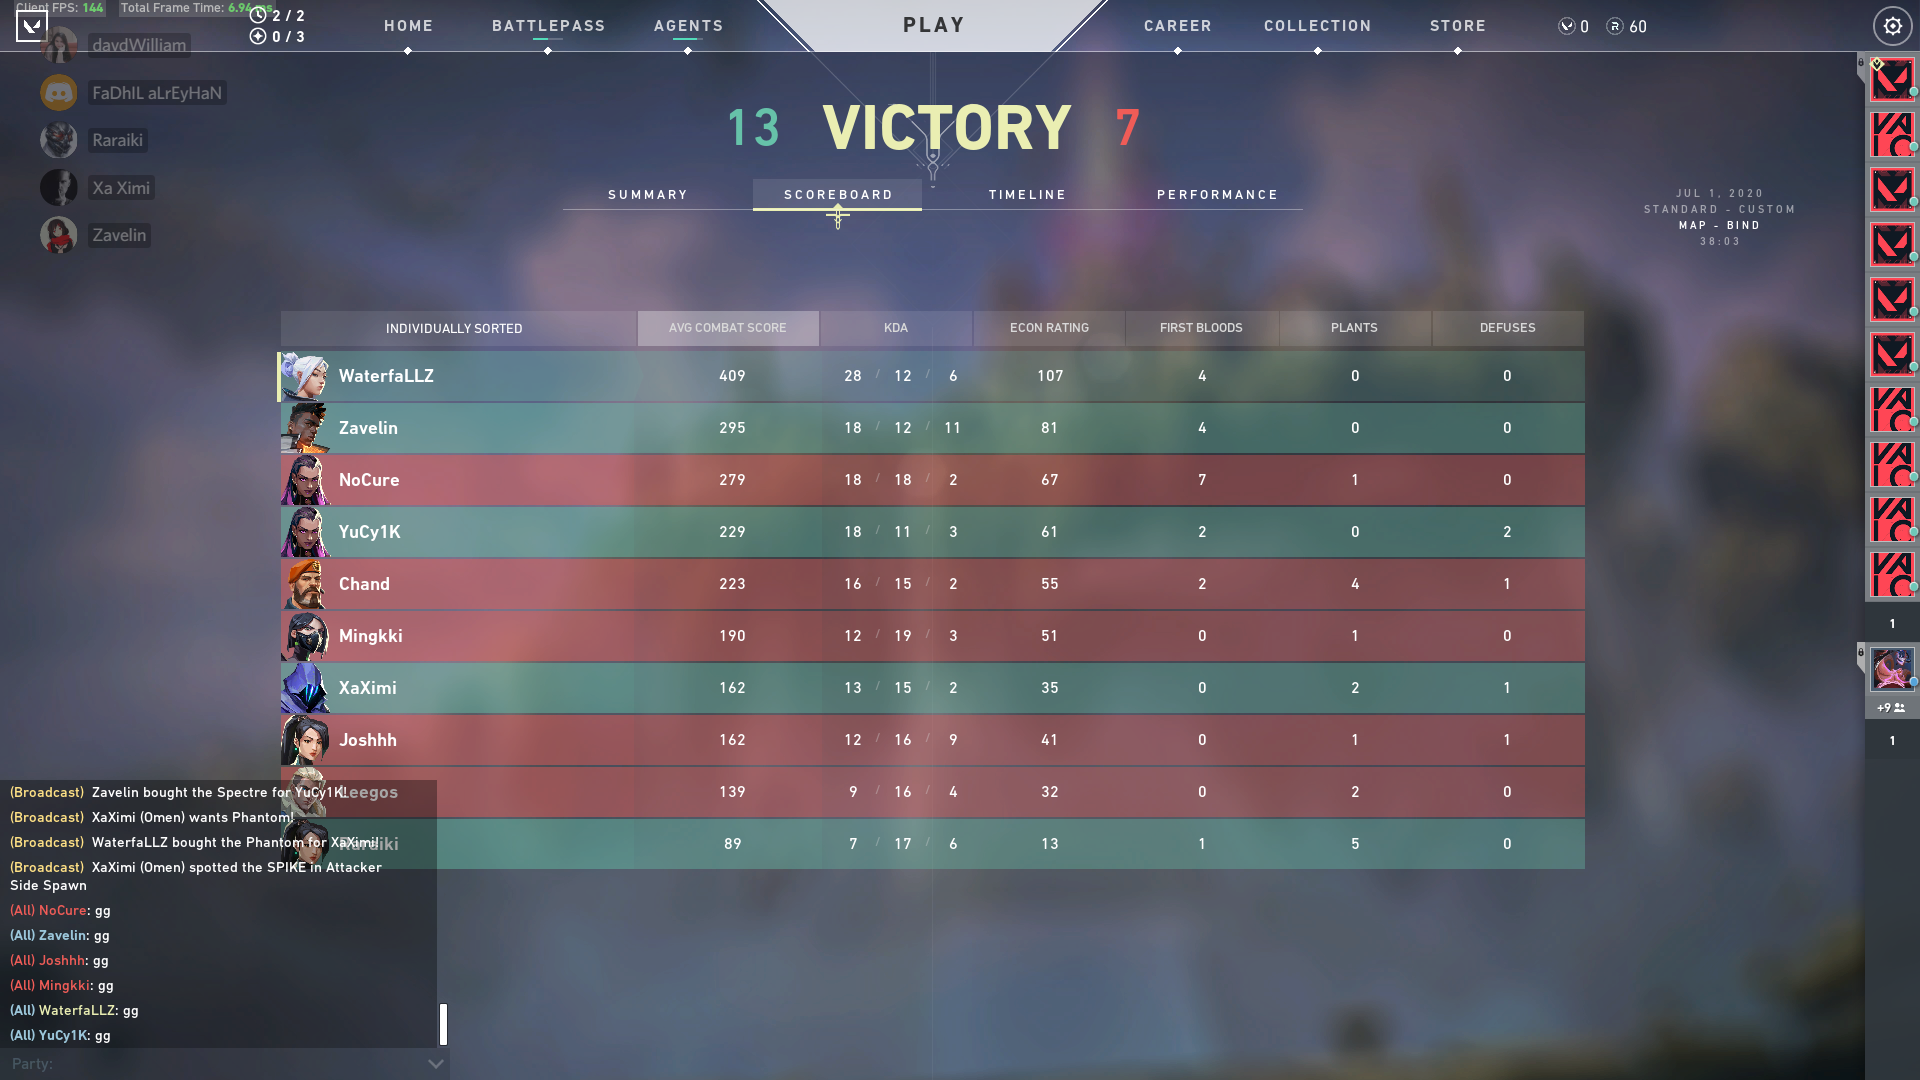 Client FPS: 144 Total Frame Time: 6.94 ms
2 / 2
0 / 3
HOME BATTLEPASS AGENTS PLAY CAREER COLLECTION STORE 0 60
davdWilliam
FaDhIL aLrEyHaN
Raraiki
Xa Ximi
Zavelin
13 VICTORY 7
SUMMARY SCOREBOARD TIMELINE PERFORMANCE
JUL 1, 2020
STANDARD - CUSTOM
MAP - BIND
38:03
INDIVIDUALLY SORTED AVG COMBAT SCORE KDA ECON RATING FIRST BLOODS PLANTS DEFUSES
WaterfaLLZ 409 28 / 12 / 6 107 4 0 0
Zavelin 295 18 / 12 / 11 81 4 0 0
NoCure 279 18 / 18 / 2 67 7 1 0
YuCy1K 229 18 / 11 / 3 61 2 0 2
Chand 223 16 / 15 / 2 55 2 4 1
Mingkki 190 12 / 19 / 3 51 0 1 0
XaXimi 162 13 / 15 / 2 35 0 2 1
Joshhh 162 12 / 16 / 9 41 0 1 1
Leegos 139 9 / 16 / 4 32 0 2 0
Raraiki 89 7 / 17 / 6 13 1 5 0
(Broadcast) Zavelin bought the Spectre for YuCy1K!
(Broadcast) XaXimi (Omen) wants Phantom!
(Broadcast) WaterfaLLZ bought the Phantom for XaXimi!
(Broadcast) XaXimi (Omen) spotted the SPIKE in Attacker
Side Spawn
(All) NoCure: gg
(All) Zavelin: gg
(All) Joshhh: gg
(All) Mingkki: gg
(All) WaterfaLLZ: gg
(All) YuCy1K: gg
Party:
1
+9
1